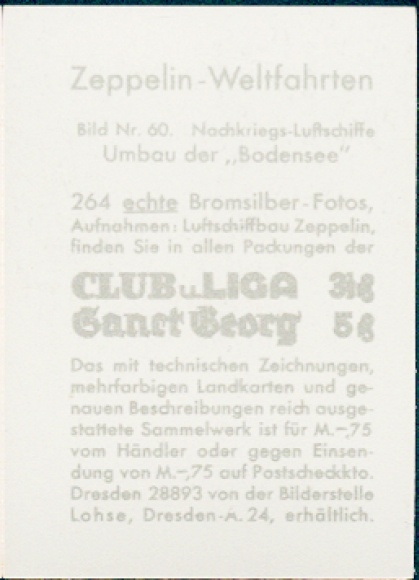 Zeppelin-Weltfahrten
Bild Nr. 60. Nachkriegs-Luftschiffe
Umbau der „Bodensee"
264 echte Bromsilber-Fotos,
Aufnahmen: Luftschiffbau Zeppelin,
finden Sie in allen Packungen der
CLUB u. LIGA 3⅓ ₰
Sanct Georg 5 ₰
Das mit technischen Zeichnungen,
mehrfarbigen Landkarten und ge-
nauen Beschreibungen reich ausge-
stattete Sammelwerk ist für M.–,75
vom Händler oder gegen Einsen-
dung von M.–,75 auf Postscheckkto.
Dresden 28893 von der Bilderstelle
Lohse, Dresden-A. 24, erhältlich.